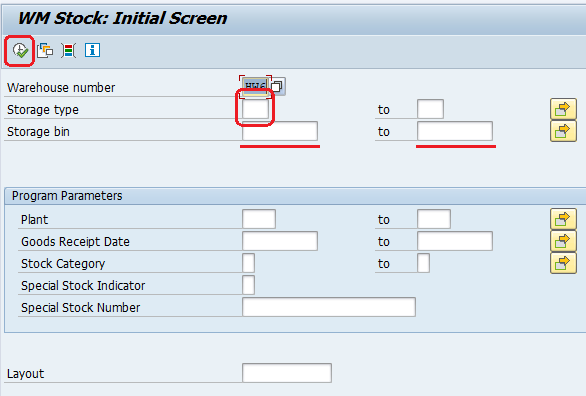 WM Stock: Initial Screen
Warehouse number
Storage type to
Storage bin to
Program Parameters
Plant to
Goods Receipt Date to
Stock Category to
Special Stock Indicator
Special Stock Number
Layout